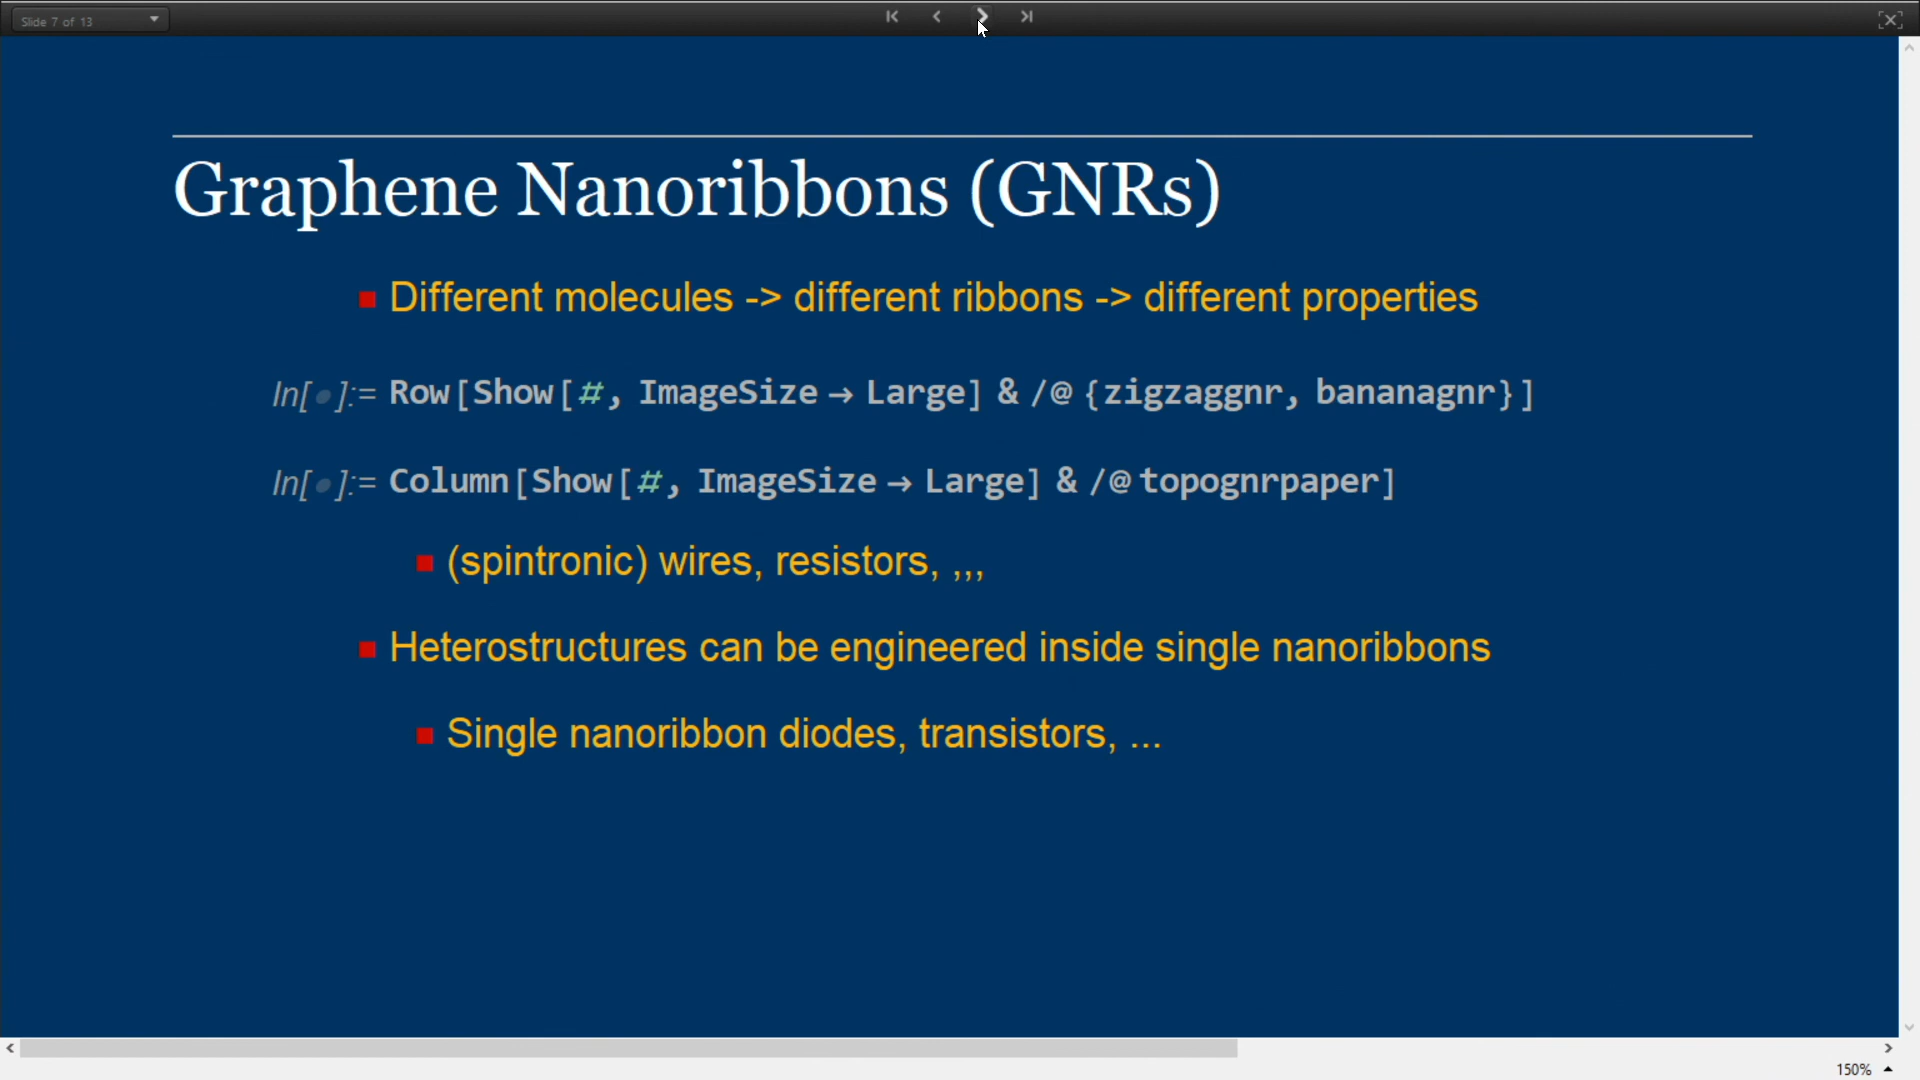 Slide 7 of 13
Graphene Nanoribbons (GNRs)
Different molecules -> different ribbons -> different properties
In[●]:= Row[Show[#, ImageSize → Large] & /@ {zigzaggnr, bananagnr}]
In[●]:= Column[Show[#, ImageSize → Large] & /@ topognrpaper]
(spintronic) wires, resistors, ,,,
Heterostructures can be engineered inside single nanoribbons
Single nanoribbon diodes, transistors, ...
150%